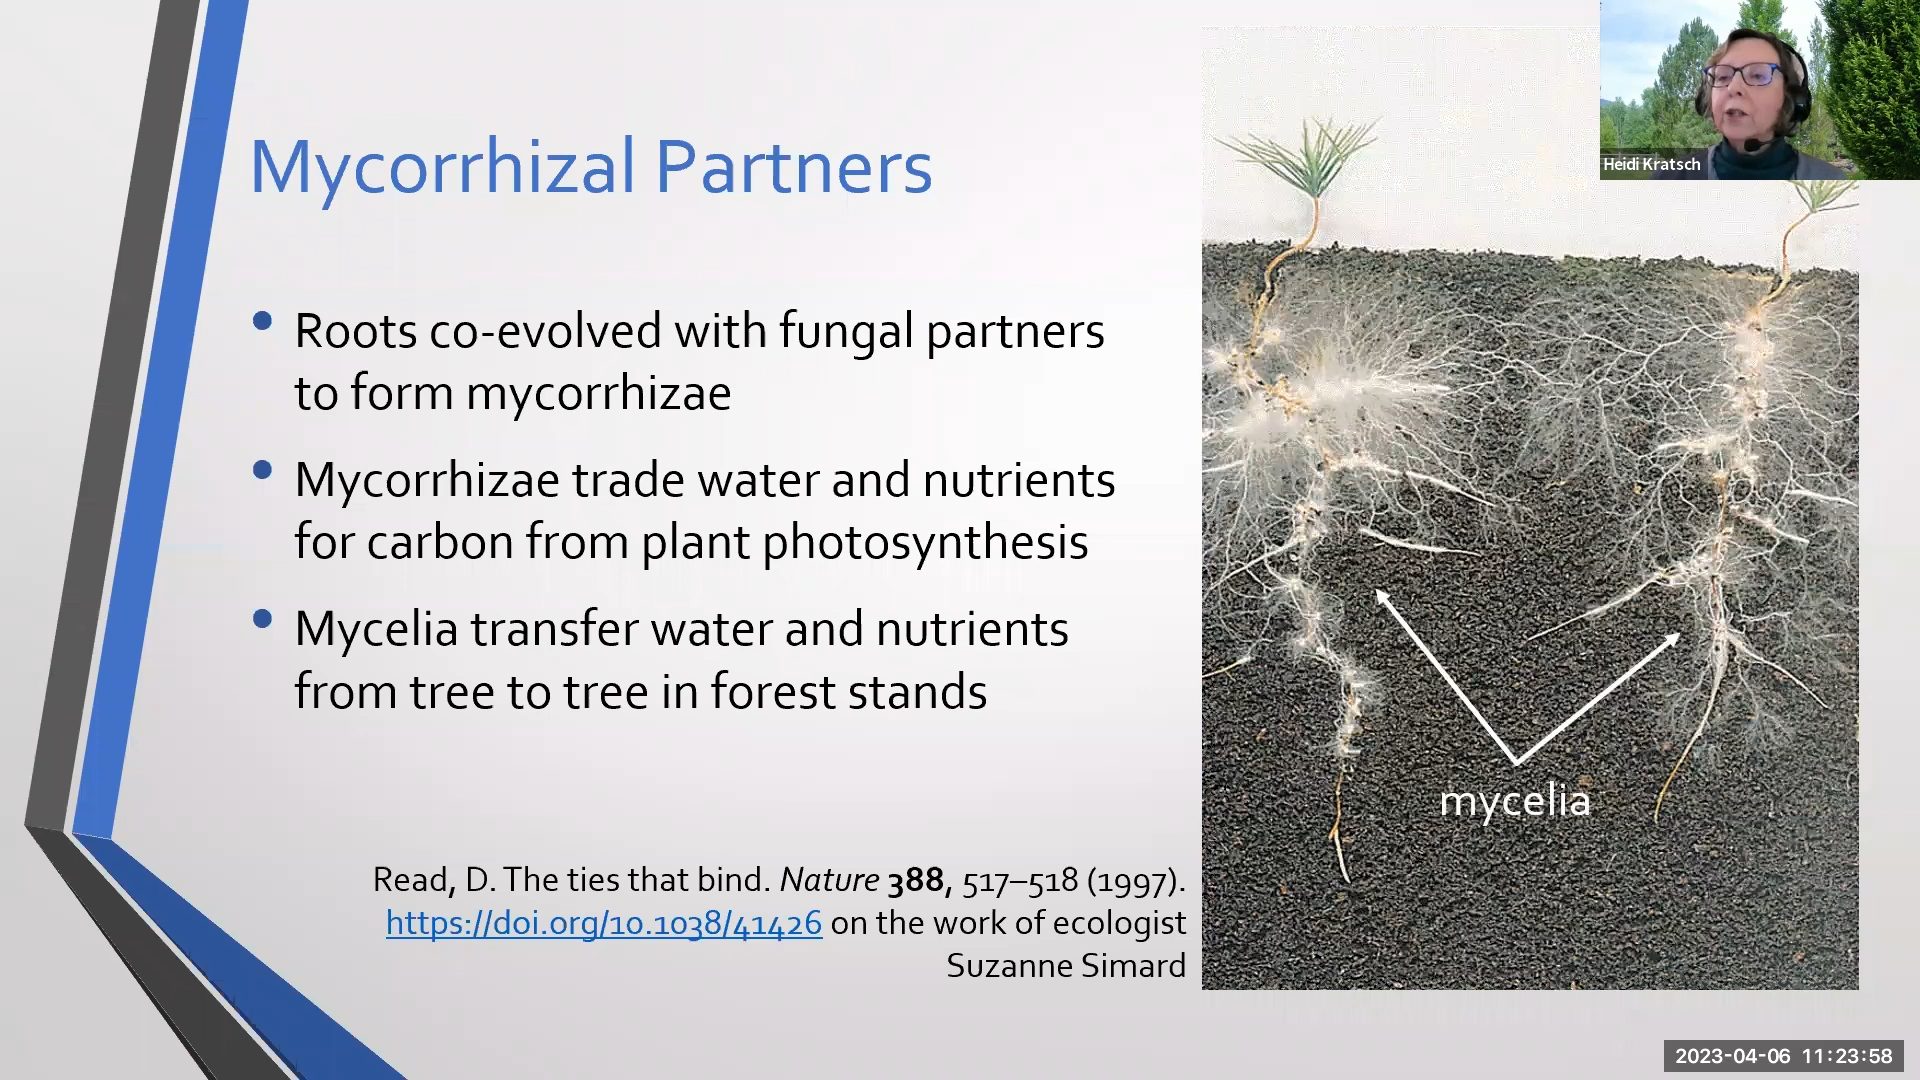 Heidi Kratsch
Mycorrhizal Partners
• Roots co-evolved with fungal partners
to form mycorrhizae
• Mycorrhizae trade water and nutrients
for carbon from plant photosynthesis
• Mycelia transfer water and nutrients
from tree to tree in forest stands
mycelia
Read, D. The ties that bind. Nature 388, 517–518 (1997).
https://doi.org/10.1038/41426 on the work of ecologist
Suzanne Simard
2023-04-06 11:23:58